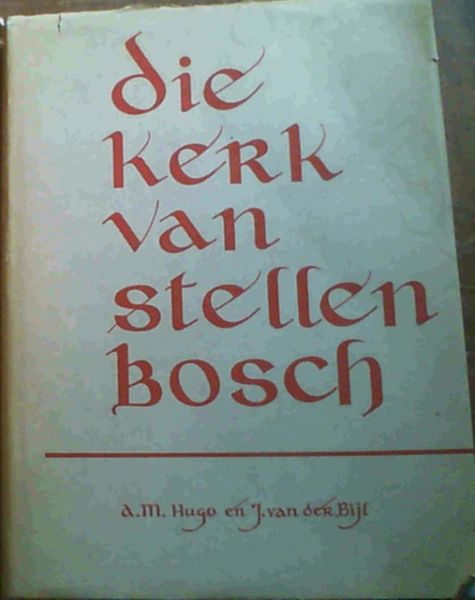 die
kerk
van
stellen
bosch
A.M. Hugo en J. van der Bijl